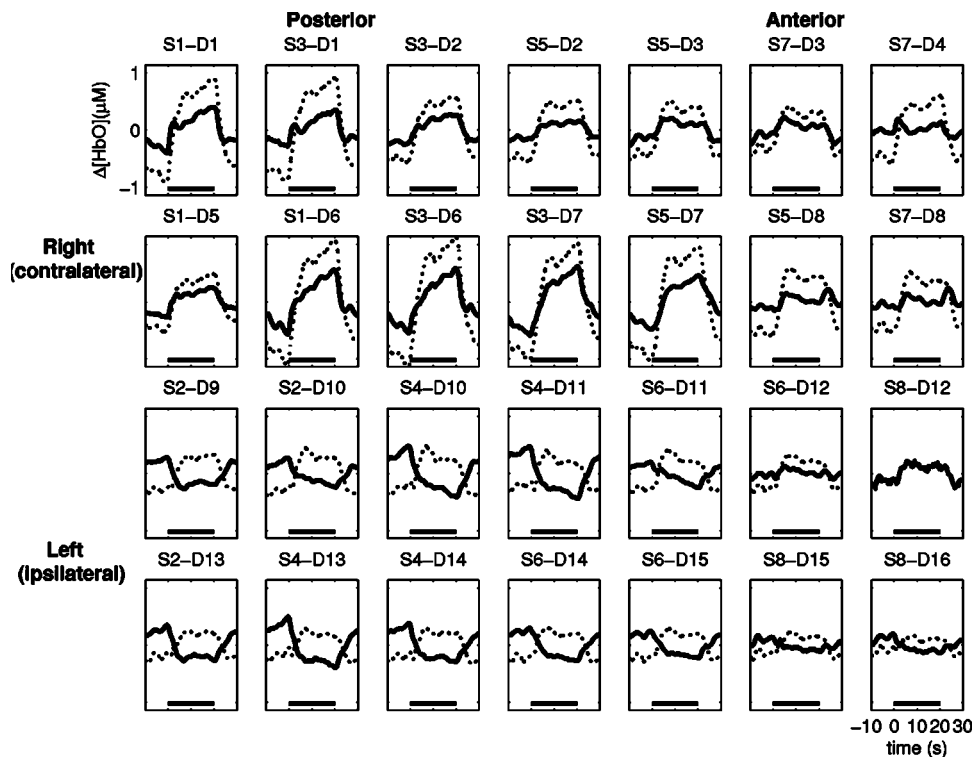 Posterior Anterior
S1–D1 S3–D1 S3–D2 S5–D2 S5–D3 S7–D3 S7–D4
Δ[HbO](μM)
1
0
−1
S1–D5 S1–D6 S3–D6 S3–D7 S5–D7 S5–D8 S7–D8
Right
(contralateral)
S2–D9 S2–D10 S4–D10 S4–D11 S6–D11 S6–D12 S8–D12
Left
(ipsilateral)
S2–D13 S4–D13 S4–D14 S6–D14 S6–D15 S8–D15 S8–D16
−10 0 10 20 30
time (s)